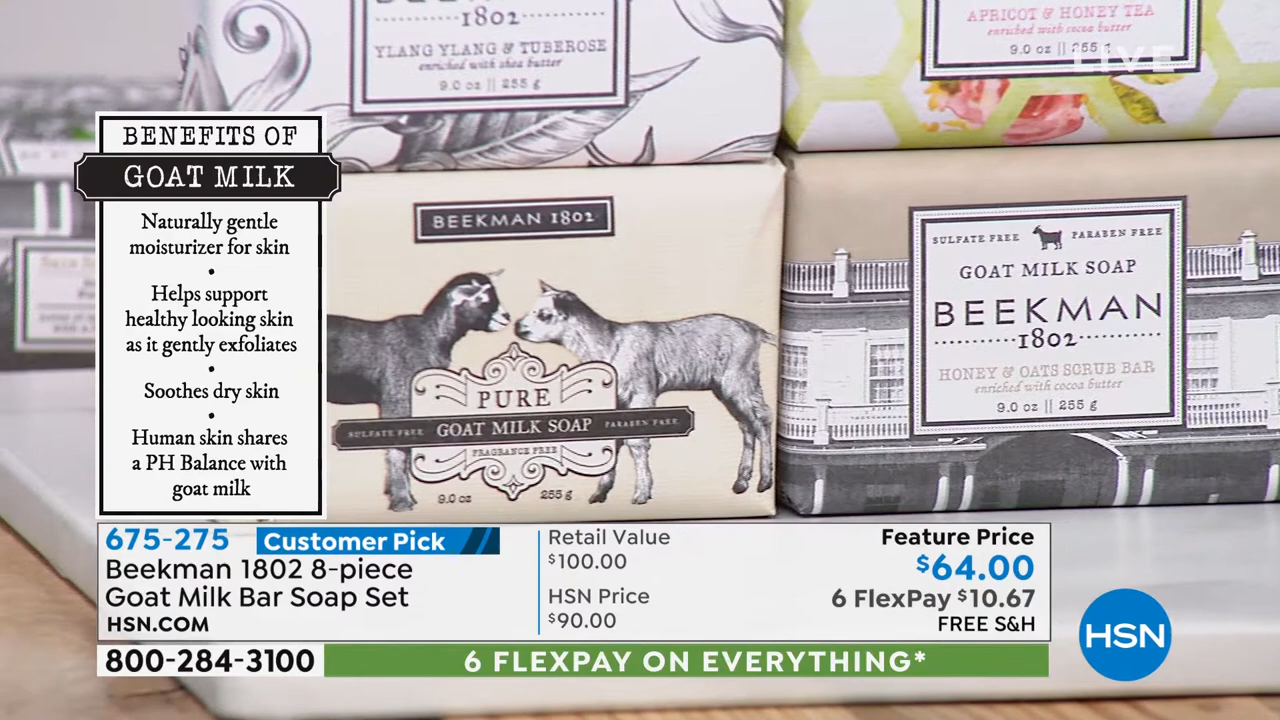 1802
YLANG YLANG & TUBEROSE
enriched with shea butter
9.0 oz || 255 g
APRICOT & HONEY TEA
enriched with cocoa butter
9.0 oz || 255 g
LIVE
BENEFITS OF
GOAT MILK
Naturally gentle
moisturizer for skin
•
Helps support
healthy looking skin
as it gently exfoliates
•
Soothes dry skin
•
Human skin shares
a PH Balance with
goat milk
BEEKMAN 1802
PURE
SULFATE FREE GOAT MILK SOAP PARABEN FREE
FRAGRANCE FREE
9.0 oz 255 g
SULFATE FREE PARABEN FREE
GOAT MILK SOAP
BEEKMAN
1802
HONEY & OATS SCRUB BAR
enriched with cocoa butter
9.0 oz || 255 g
675-275 Customer Pick
Beekman 1802 8-piece
Goat Milk Bar Soap Set
HSN.COM
Retail Value
$100.00
HSN Price
$90.00
Feature Price
$64.00
6 FlexPay $10.67
FREE S&H
HSN
800-284-3100 6 FLEXPAY ON EVERYTHING*